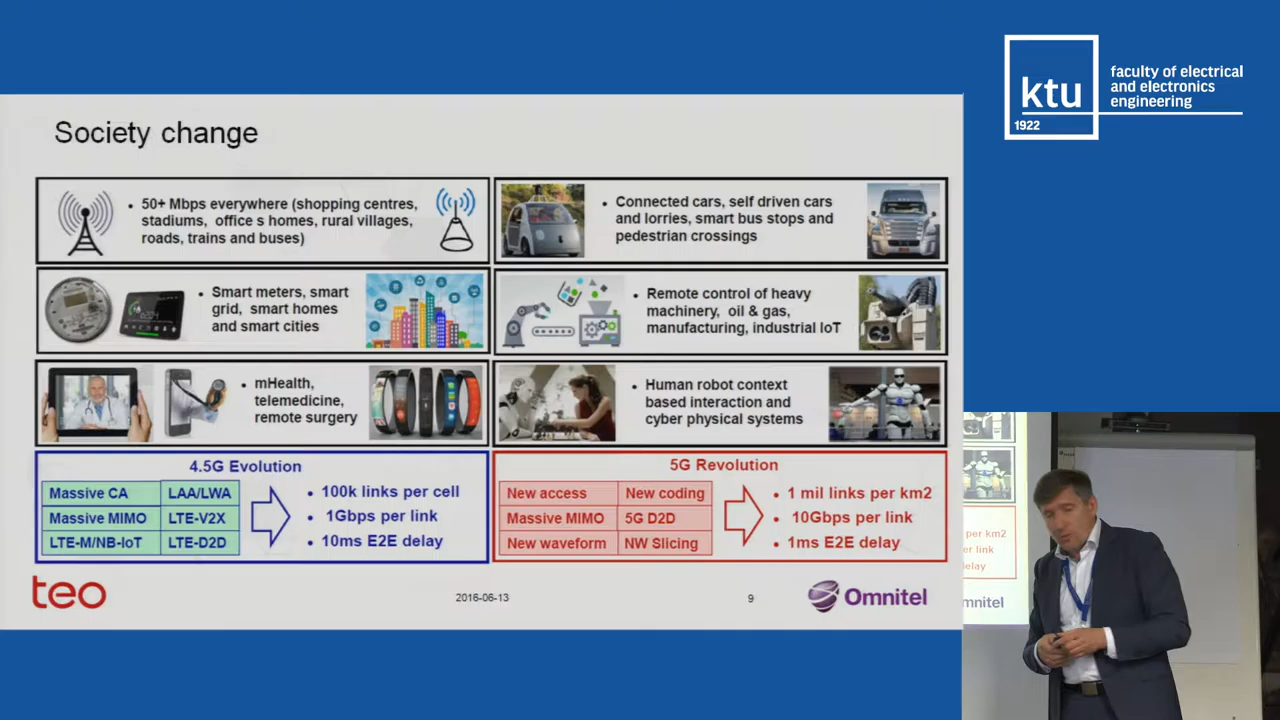 ktu
1922
faculty of electrical
and electronics
engineering
Society change
• 50+ Mbps everywhere (shopping centres,
stadiums, office s homes, rural villages,
roads, trains and buses)
• Connected cars, self driven cars
and lorries, smart bus stops and
pedestrian crossings
• Smart meters, smart
grid, smart homes
and smart cities
• Remote control of heavy
machinery, oil & gas,
manufacturing, industrial IoT
• mHealth,
telemedicine,
remote surgery
• Human robot context
based interaction and
cyber physical systems
4.5G Evolution
Massive CA LAA/LWA
Massive MIMO LTE-V2X
LTE-M/NB-IoT LTE-D2D
• 100k links per cell
• 1Gbps per link
• 10ms E2E delay
5G Revolution
New access New coding
Massive MIMO 5G D2D
New waveform NW Slicing
• 1 mil links per km2
• 10Gbps per link
• 1ms E2E delay
teo
2016-06-13
9
Omnitel
per km2
er link
elay
mnitel